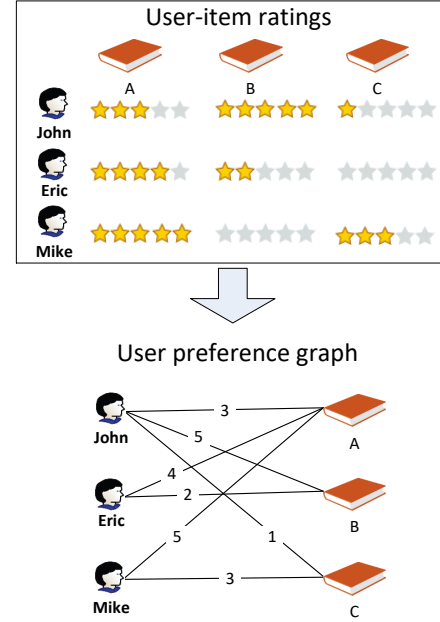 User-item ratings
A B C
John
Eric
Mike
User preference graph
3
John
A
5
4
2
Eric
B
5
1
3
Mike
C